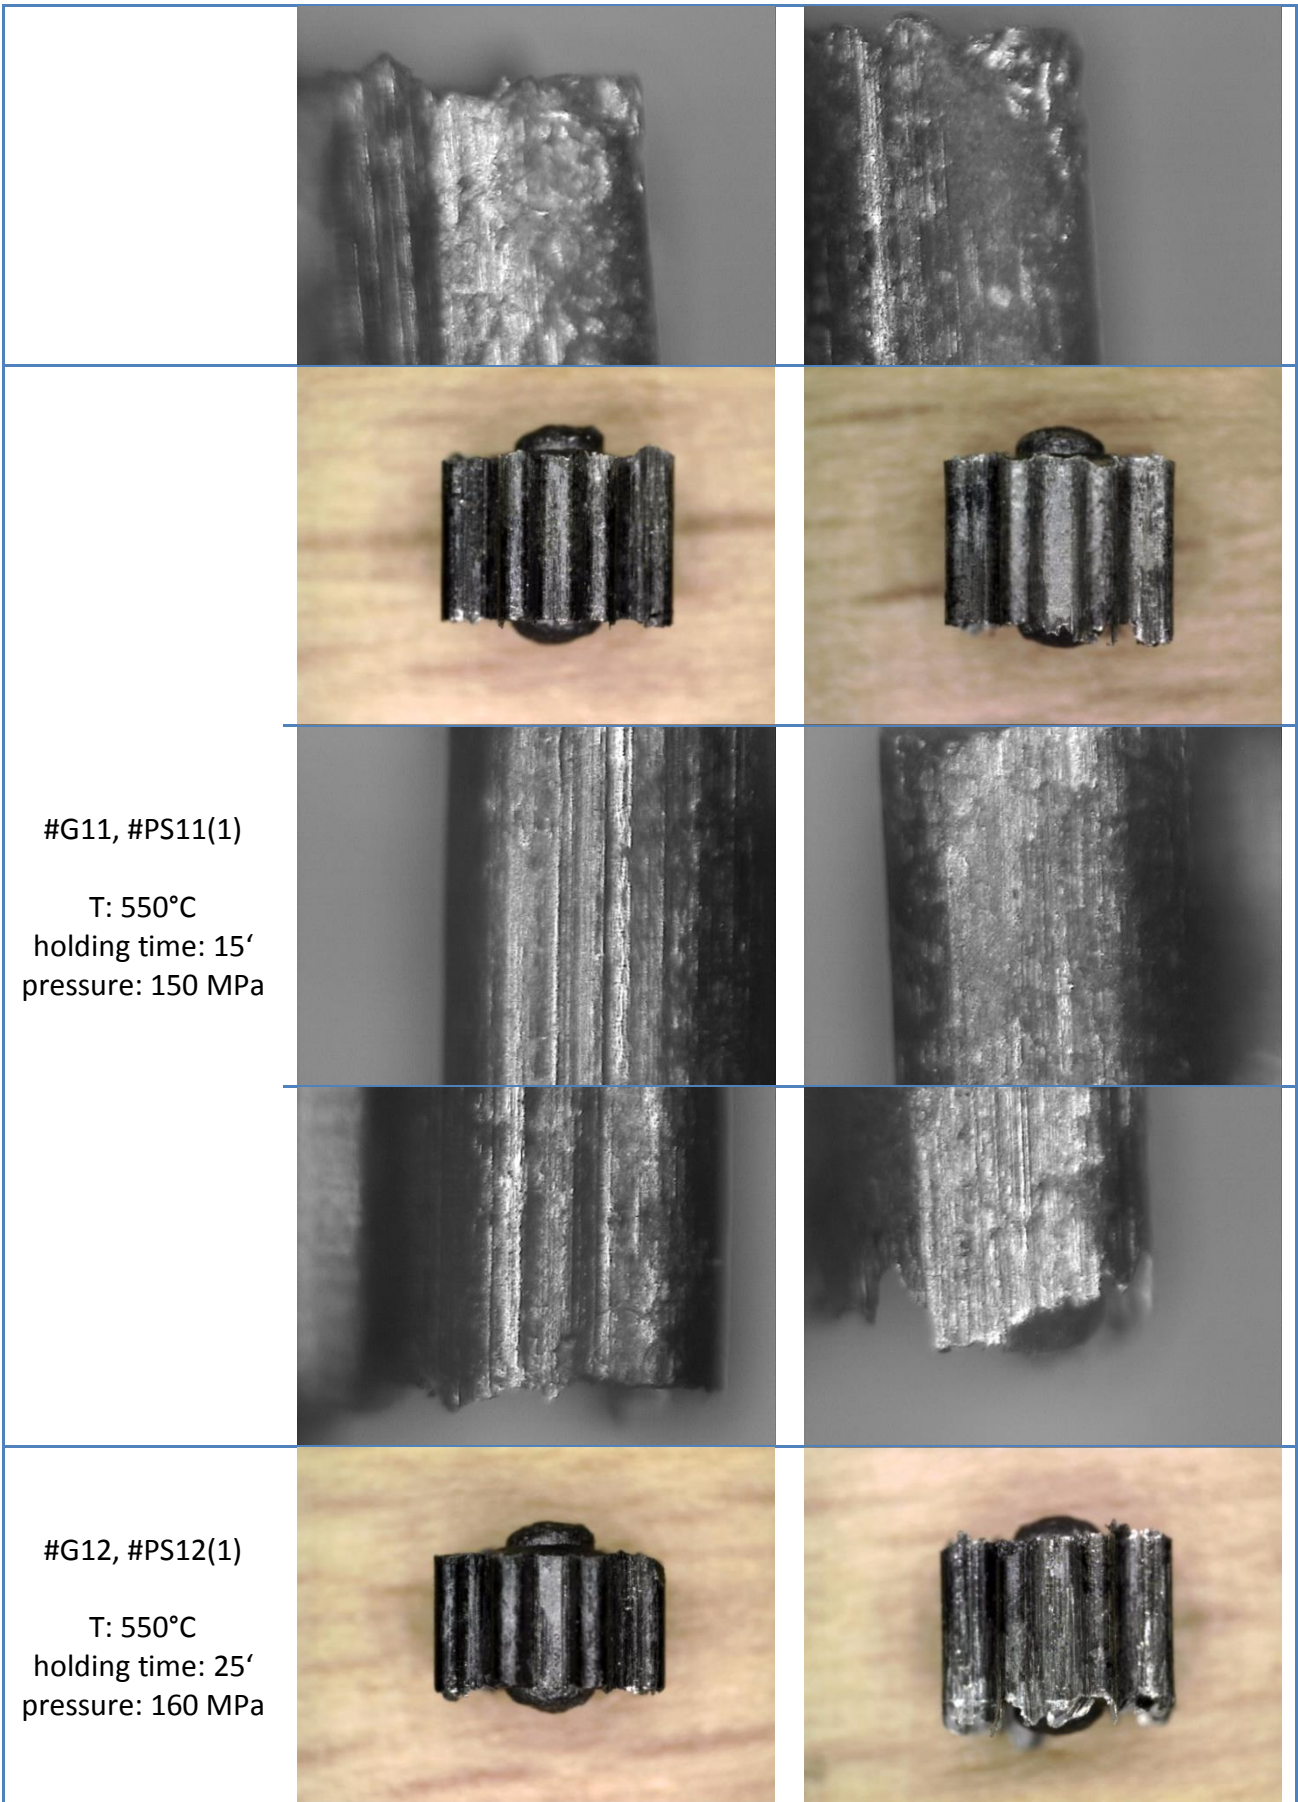 #G11, #PS11(1)
T: 550°C
holding time: 15‘
pressure: 150 MPa
#G12, #PS12(1)
T: 550°C
holding time: 25‘
pressure: 160 MPa